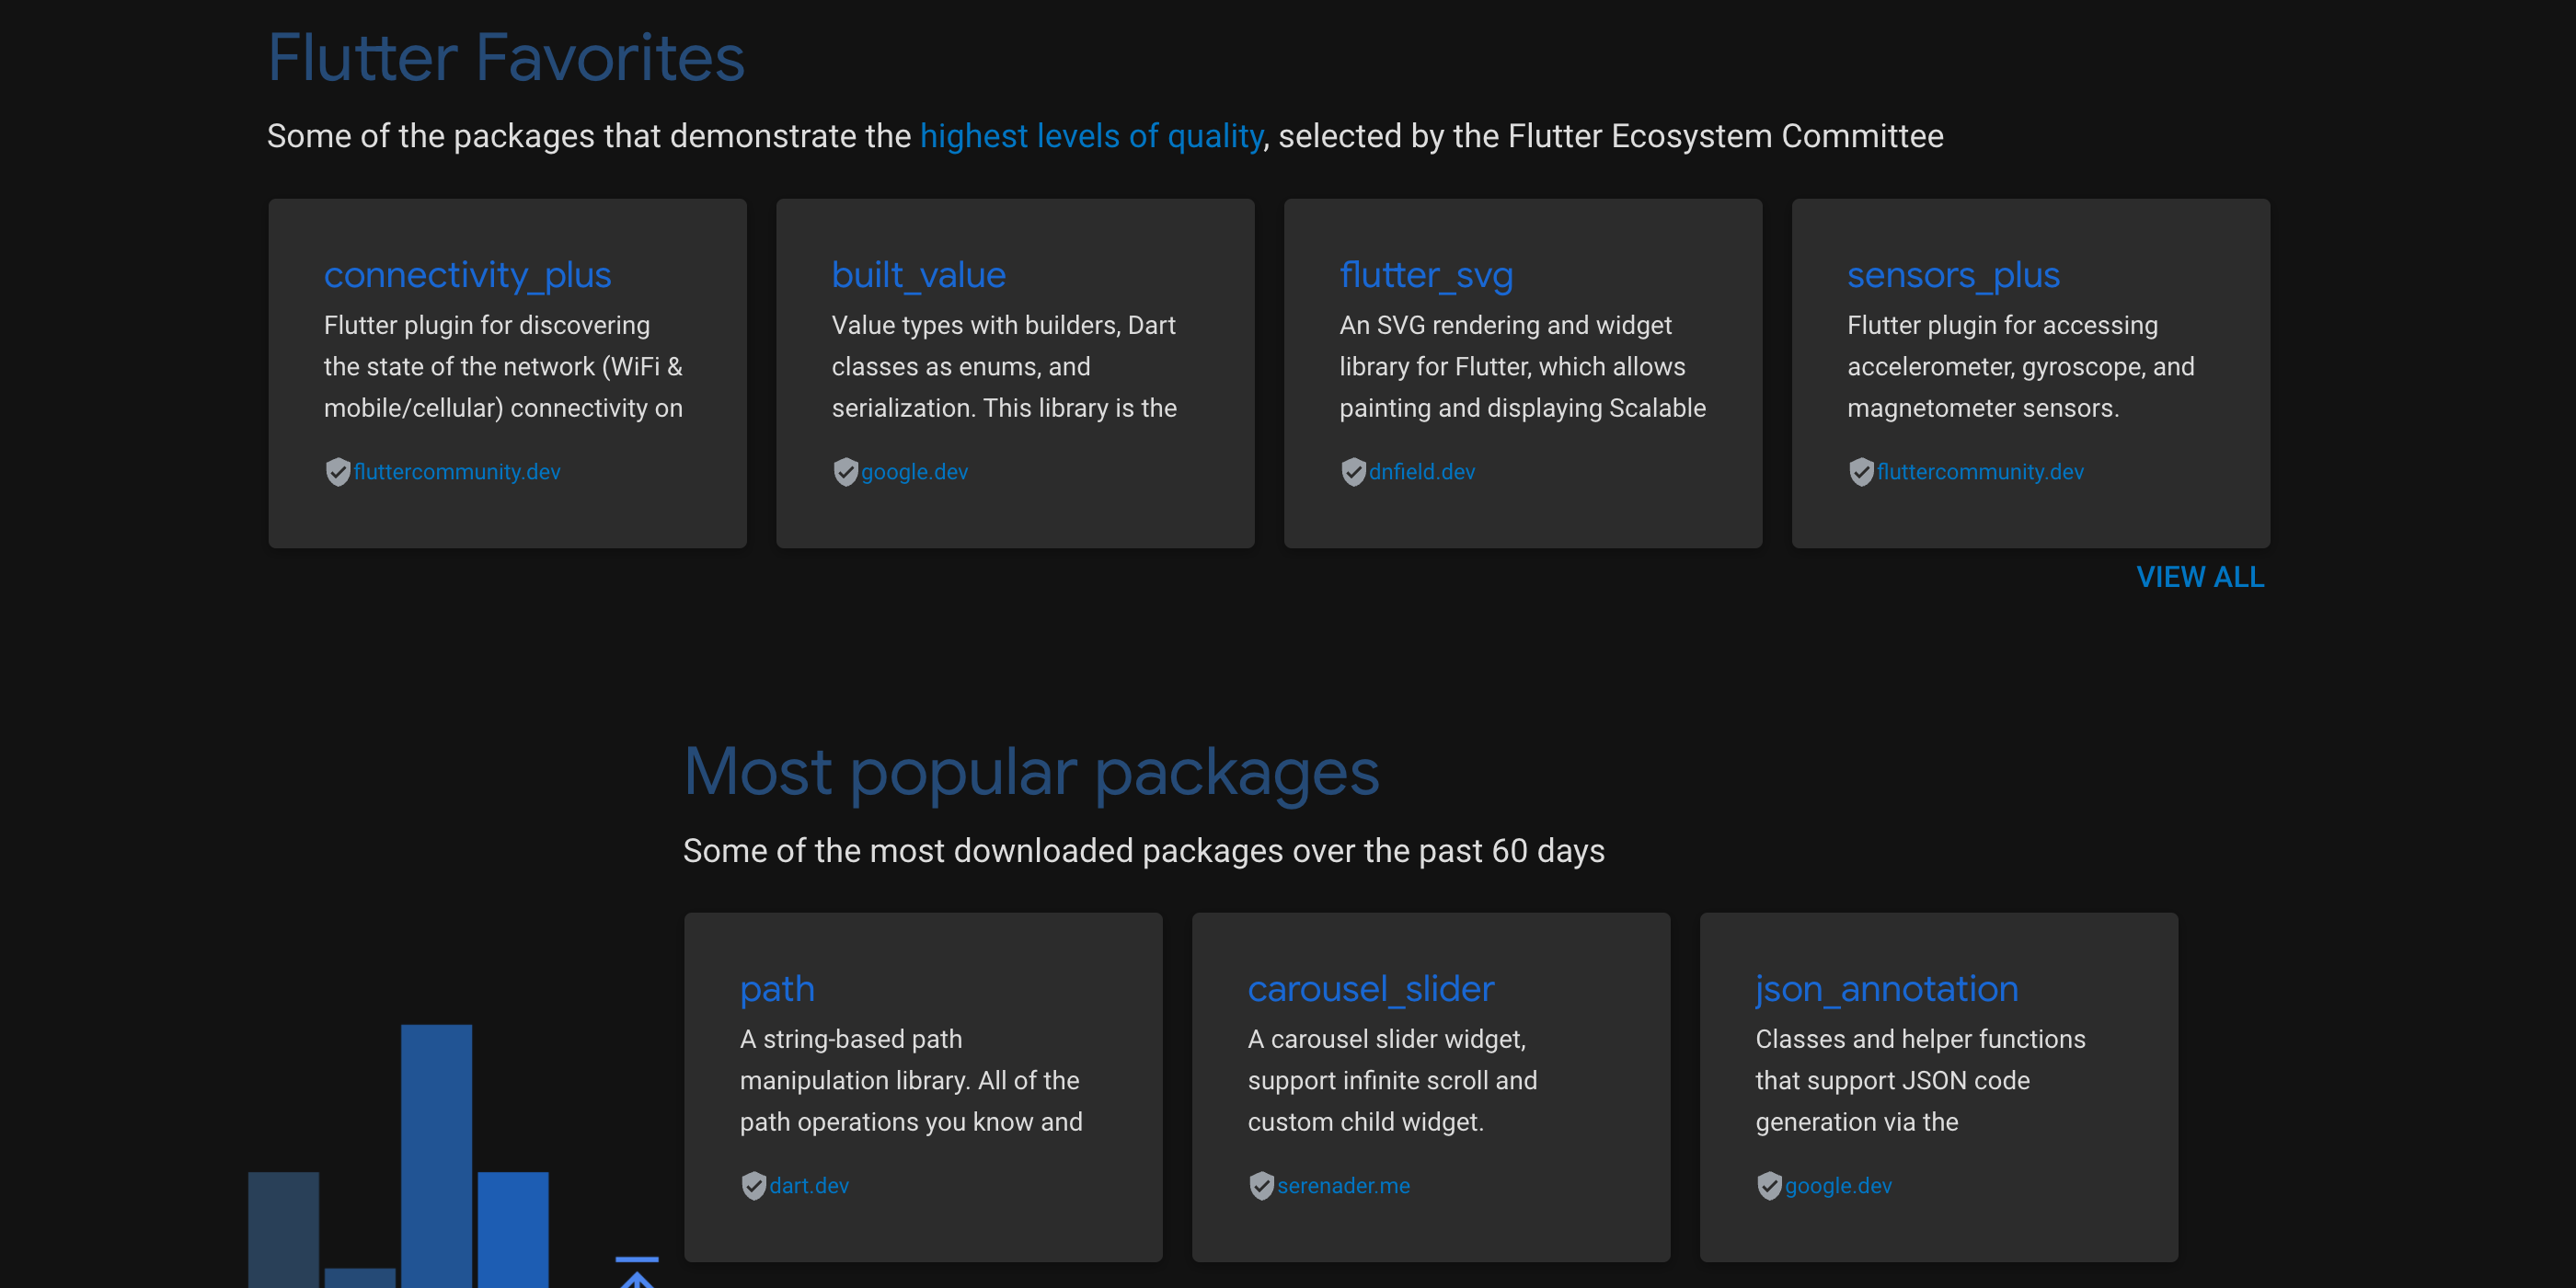 Flutter Favorites
Some of the packages that demonstrate the highest levels of quality, selected by the Flutter Ecosystem Committee
connectivity_plus
Flutter plugin for discovering
the state of the network (WiFi &
mobile/cellular) connectivity on
fluttercommunity.dev
built_value
Value types with builders, Dart
classes as enums, and
serialization. This library is the
google.dev
flutter_svg
An SVG rendering and widget
library for Flutter, which allows
painting and displaying Scalable
dnfield.dev
sensors_plus
Flutter plugin for accessing
accelerometer, gyroscope, and
magnetometer sensors.
fluttercommunity.dev
VIEW ALL
Most popular packages
Some of the most downloaded packages over the past 60 days
path
A string-based path
manipulation library. All of the
path operations you know and
dart.dev
carousel_slider
A carousel slider widget,
support infinite scroll and
custom child widget.
serenader.me
json_annotation
Classes and helper functions
that support JSON code
generation via the
google.dev